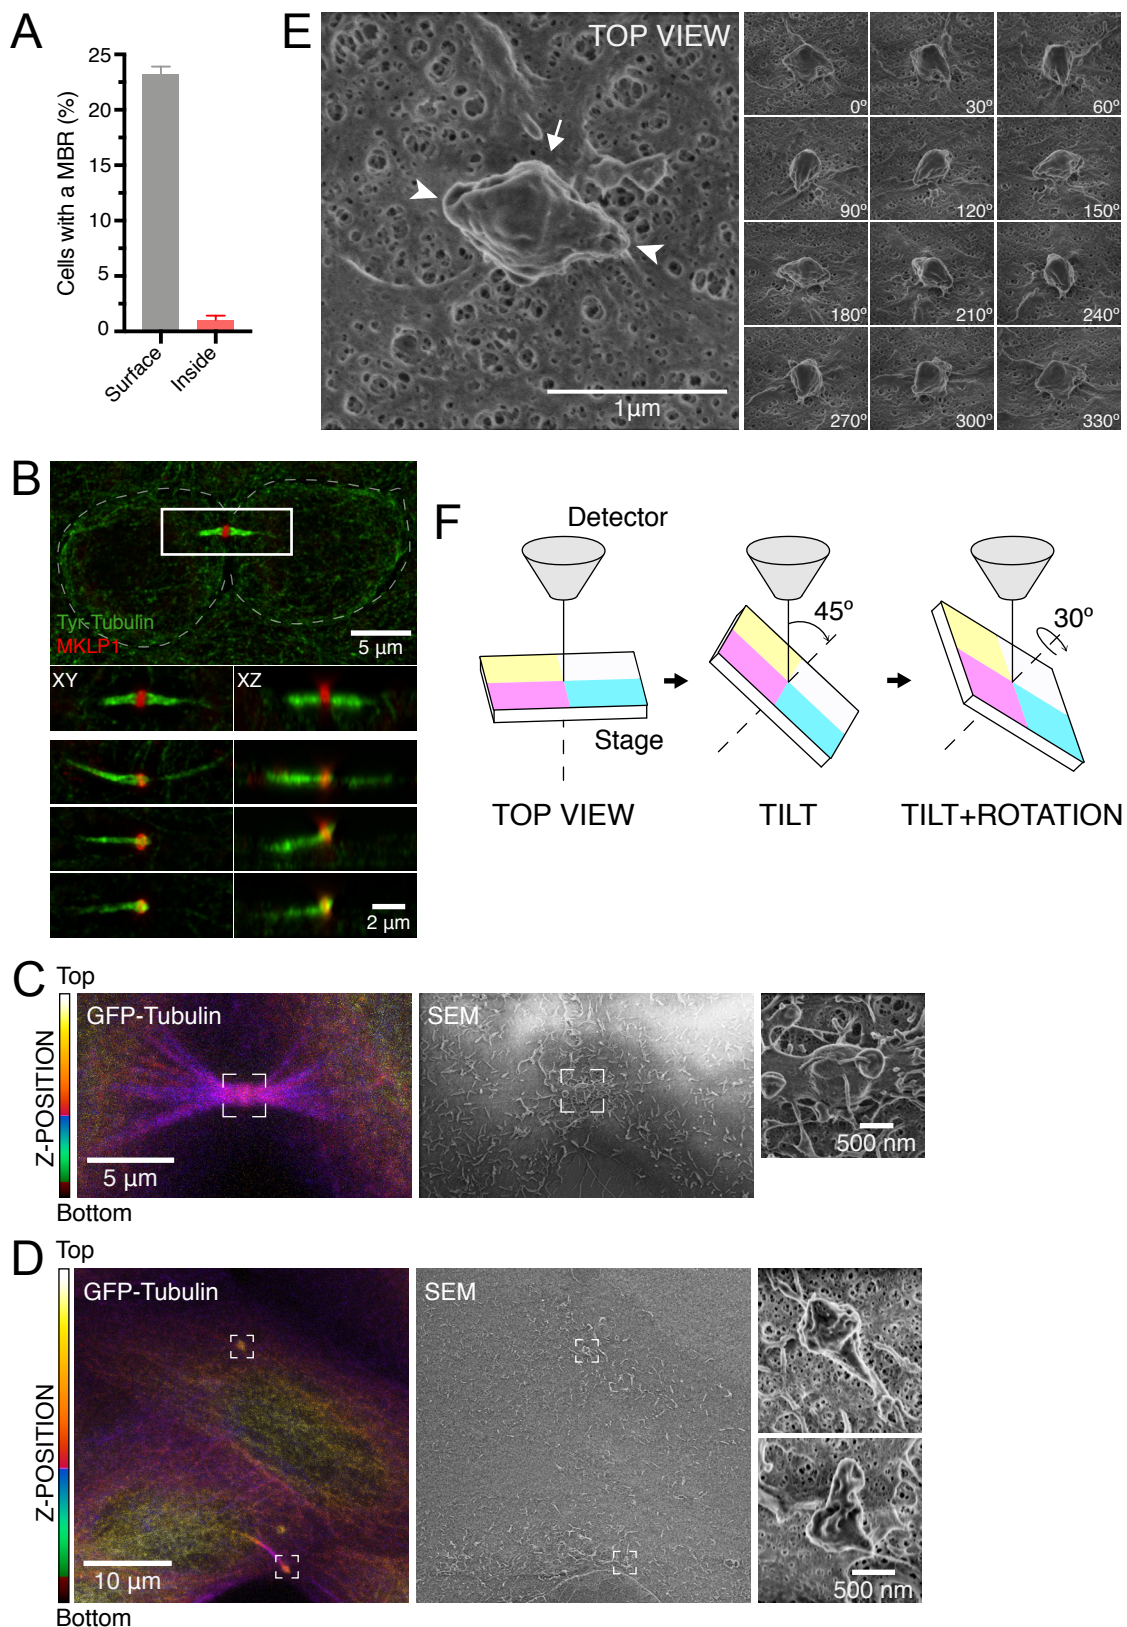 A
25
20
15
10
5
0
Cells with a MBR (%)
Surface
Inside
E
TOP VIEW
1µm
0º
30º
60º
90º
120º
150º
180º
210º
240º
270º
300º
330º
B
Tyr-Tubulin
MKLP1
5 µm
XY
XZ
2 µm
F
Detector
45º
30º
Stage
TOP VIEW
TILT
TILT+ROTATION
C
Top
Z-POSITION
Bottom
GFP-Tubulin
5 µm
SEM
500 nm
D
Top
Z-POSITION
Bottom
GFP-Tubulin
10 µm
SEM
500 nm